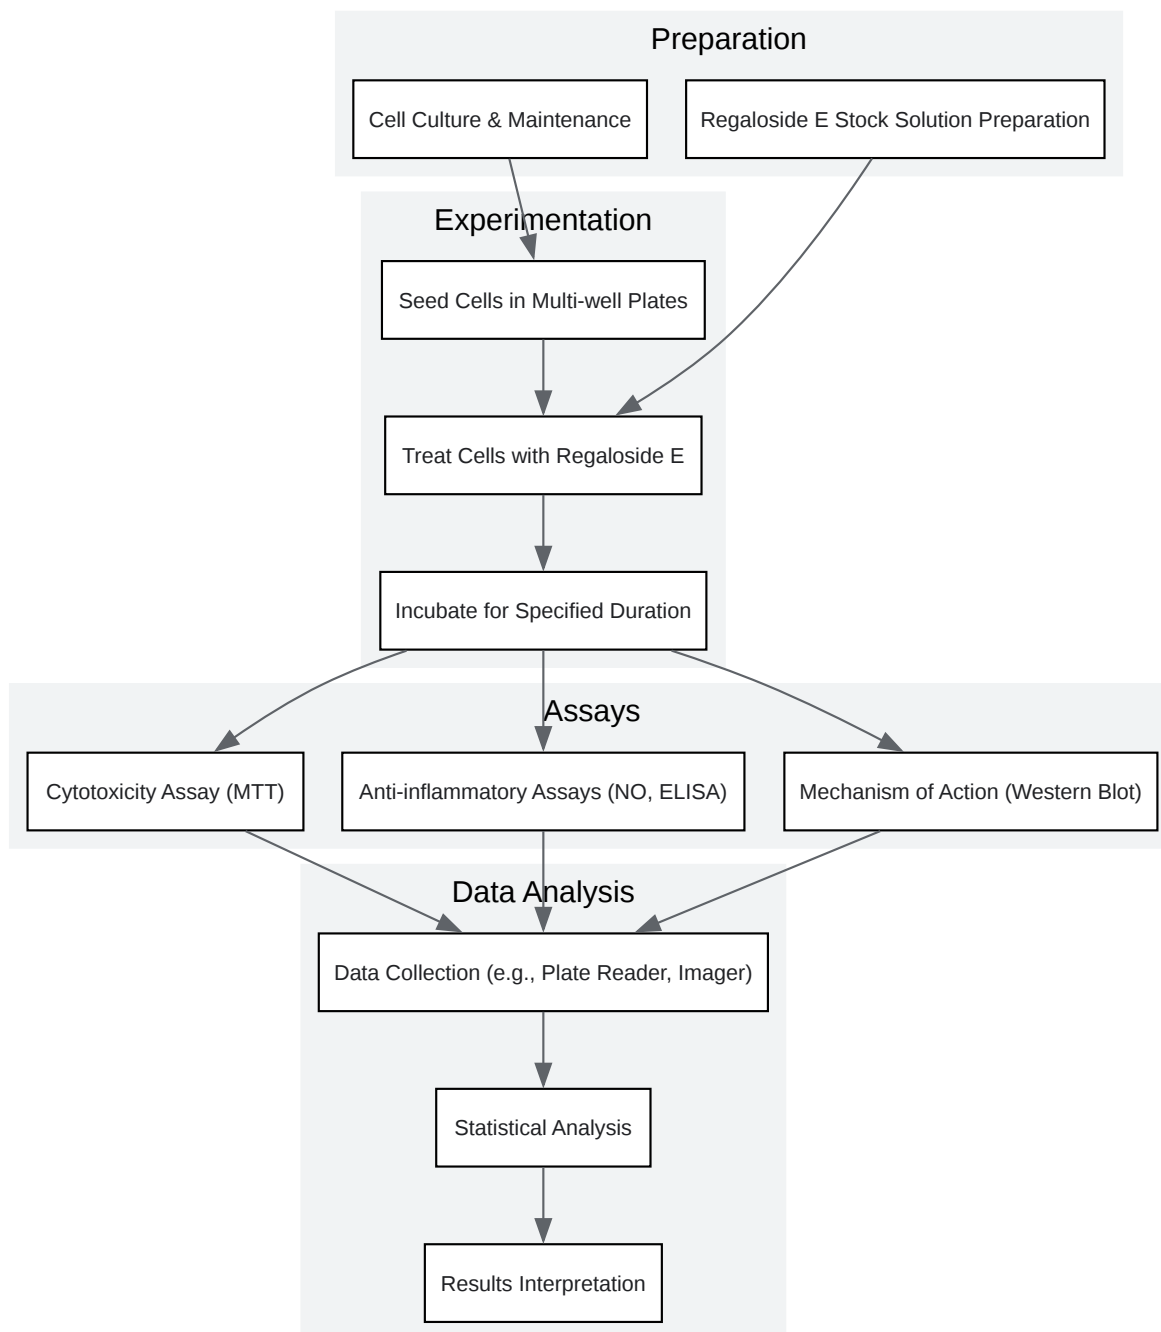 Preparation
Cell Culture & Maintenance
Regaloside E Stock Solution Preparation
Experimentation
Seed Cells in Multi-well Plates
Treat Cells with Regaloside E
Incubate for Specified Duration
Assays
Cytotoxicity Assay (MTT)
Anti-inflammatory Assays (NO, ELISA)
Mechanism of Action (Western Blot)
Data Analysis
Data Collection (e.g., Plate Reader, Imager)
Statistical Analysis
Results Interpretation